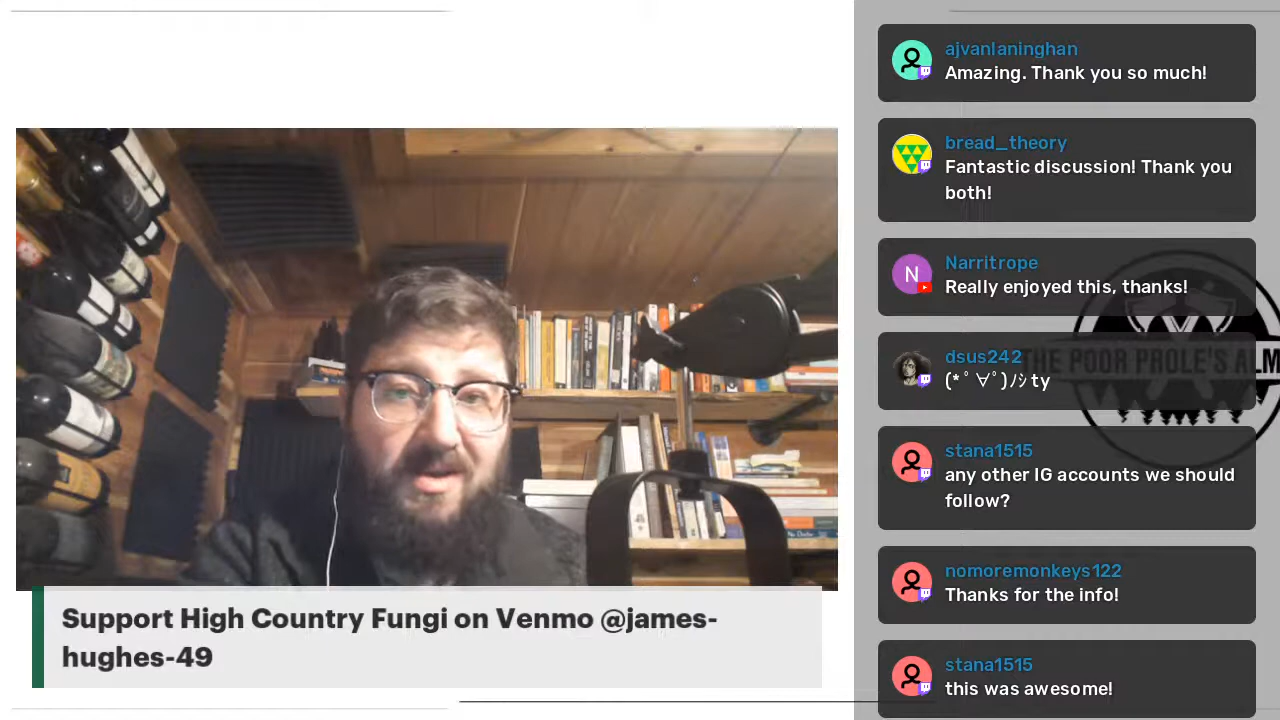 ajvanlaninghan
Amazing. Thank you so much!
bread_theory
Fantastic discussion! Thank you
both!
N
Narritrope
Really enjoyed this, thanks!
dsus242
(*ﾟ∀ﾟ)ﾉｼ ty
THE POOR PROLE'S ALM
stana1515
any other IG accounts we should
follow?
nomoremonkeys122
Thanks for the info!
stana1515
this was awesome!
Support High Country Fungi on Venmo @james-
hughes-49